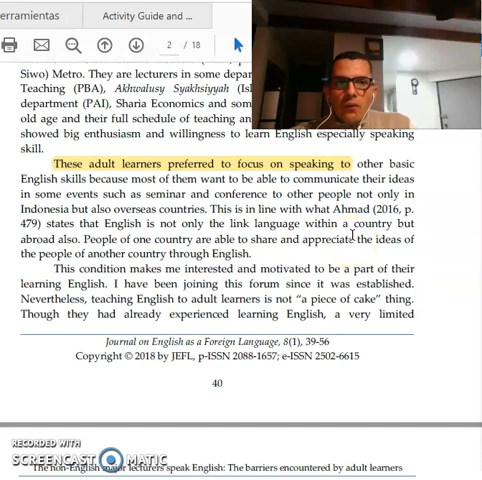 erramientas
Activity Guide and ...
2 / 18
Siwo) Metro. They are lecturers in some depar
Teaching (PBA), Akhwalusy Syakhsiyyah (Isl
department (PAI), Sharia Economics and som
old age and their full schedule of teaching an
showed big enthusiasm and willingness to learn English especially speaking
skill.
These adult learners preferred to focus on speaking to other basic
English skills because most of them want to be able to communicate their ideas
in some events such as seminar and conference to other people not only in
Indonesia but also overseas countries. This is in line with what Ahmad (2016, p.
479) states that English is not only the link language within a country but
abroad also. People of one country are able to share and appreciate the ideas of
the people of another country through English.
This condition makes me interested and motivated to be a part of their
learning English. I have been joining this forum since it was established.
Nevertheless, teaching English to adult learners is not “a piece of cake” thing.
Though they had already experienced learning English, a very limited
Journal on English as a Foreign Language, 8(1), 39-56
Copyright © 2018 by JEFL, p-ISSN 2088-1657; e-ISSN 2502-6615
40
RECORDED WITH
SCREENCAST MATIC
The non-English major lecturers speak English: The barriers encountered by adult learners